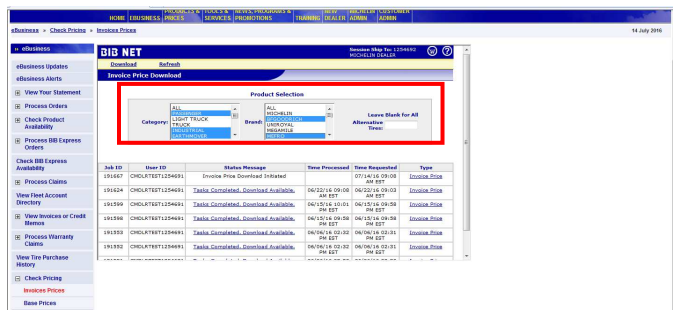 PRODUCTS & TOOLS & NEWS, PROGRAMS & NEW MICHELIN CUSTOMER
HOME EBUSINESS PRICES SERVICES PROMOTIONS TRAINING DEALER ADMIN ADMIN
eBusiness » Check Pricing » Invoices Prices
14 July 2016
» eBusiness
eBusiness Updates
eBusiness Alerts
View Your Statement
Process Orders
Check Product
Availability
Process BIB Express
Orders
Check BIB Express
Availability
Process Claims
View Fleet Account
Directory
View Invoices or Credit
Memos
Process Warranty
Claims
View Tire Purchase
History
Check Pricing
Invoices Prices
Base Prices
BIB NET
Session Ship To: 1254692
MICHELIN DEALER
Download Refresh
Invoice Price Download
Product Selection
Category:
ALL
PASSENGER
LIGHT TRUCK
TRUCK
INDUSTRIAL
EARTHMOVER
Brand:
ALL
MICHELIN
BFGOODRICH
UNIROYAL
MEGAMILE
Leave Blank for All
Alternative
Tires:
Job ID User ID Status Message Time Processed Time Requested Type
191667 CMDLRTEST1254691 Invoice Price Download Initiated 07/14/16 09:08 AM EST Invoice Price
191624 CMDLRTEST1254691 Tasks Completed, Download Available. 06/22/16 09:08 AM EST 06/22/16 09:03 AM EST Invoice Price
191599 CMDLRTEST1254691 Tasks Completed, Download Available. 06/15/16 10:01 PM EST 06/15/16 09:58 PM EST Invoice Price
191598 CMDLRTEST1254691 Tasks Completed, Download Available. 06/15/16 09:58 PM EST 06/15/16 09:58 PM EST Invoice Price
191553 CMDLRTEST1254691 Tasks Completed, Download Available. 06/06/16 02:32 PM EST 06/06/16 02:31 PM EST Invoice Price
191552 CMDLRTEST1254691 Tasks Completed, Download Available. 06/06/16 02:32 PM EST 06/06/16 02:31 PM EST Invoice Price